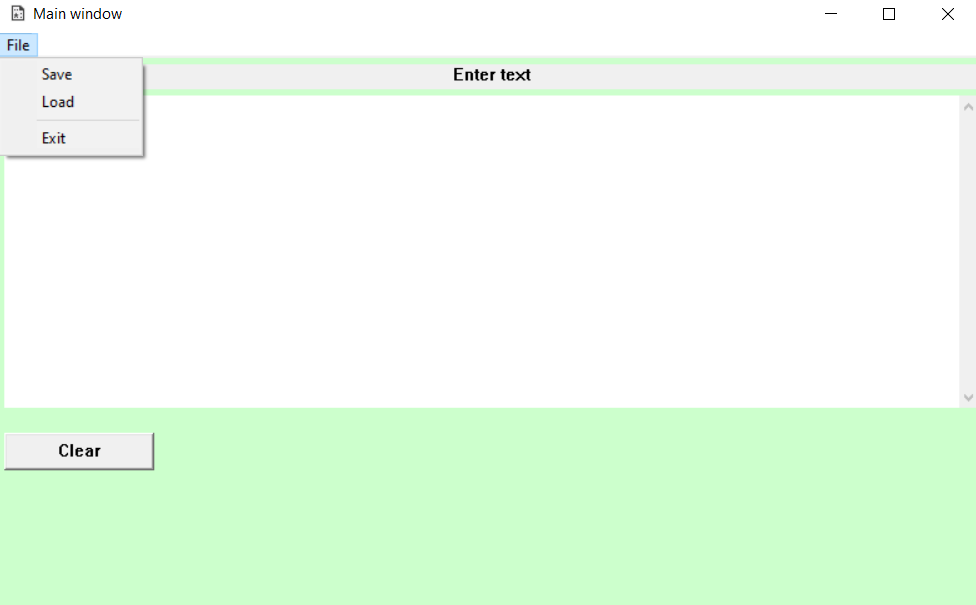 Main window
File
Save
Load
Exit
Enter text
Clear